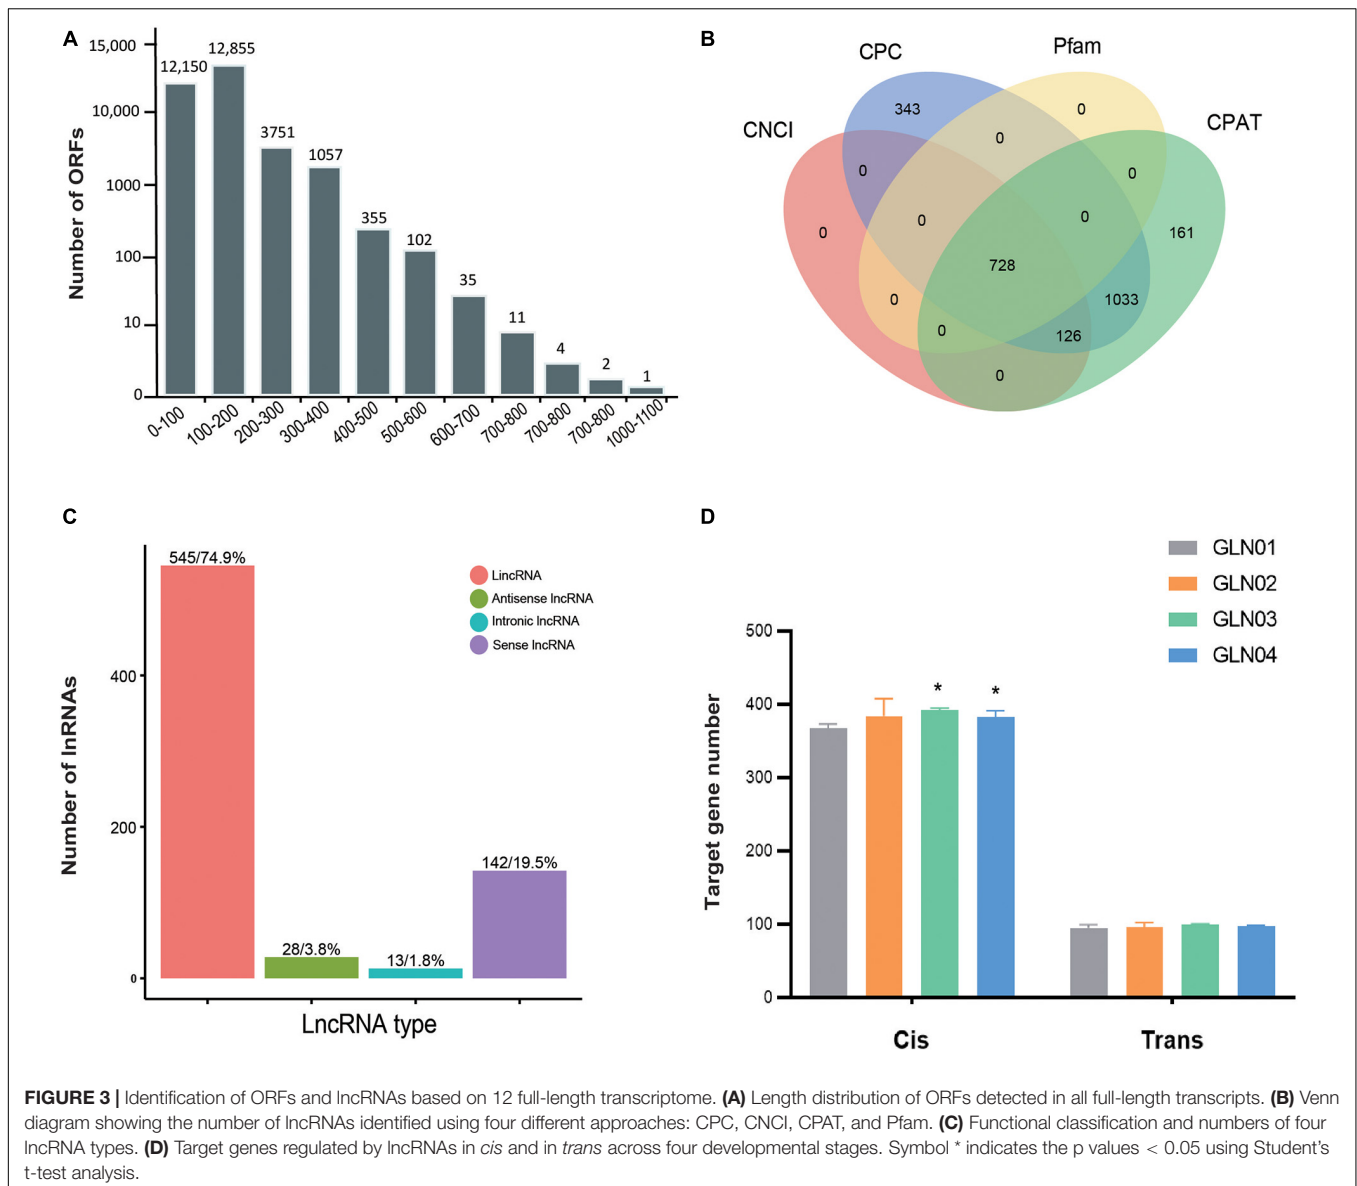 A
Number of ORFs
15,000
10,000
1000
100
10
0
12,150
12,855
3751
1057
355
102
35
11
4
2
1
0-100
100-200
200-300
300-400
400-500
500-600
600-700
700-800
700-800
700-800
1000-1100
B
CNCI
CPC
Pfam
CPAT
343
0
0
0
0
0
0
0
161
728
0
1033
0
126
0
C
Number of lnRNAs
400
200
0
545/74.9%
28/3.8%
13/1.8%
142/19.5%
LincRNA
Antisense lncRNA
Intronic lncRNA
Sense lncRNA
LncRNA type
D
GLN01
GLN02
GLN03
GLN04
Target gene number
500
400
300
200
100
0
*
*
Cis
Trans
FIGURE 3 | Identification of ORFs and lncRNAs based on 12 full-length transcriptome. (A) Length distribution of ORFs detected in all full-length transcripts. (B) Venn
diagram showing the number of lncRNAs identified using four different approaches: CPC, CNCI, CPAT, and Pfam. (C) Functional classification and numbers of four
lncRNA types. (D) Target genes regulated by lncRNAs in cis and in trans across four developmental stages. Symbol * indicates the p values < 0.05 using Student's
t-test analysis.